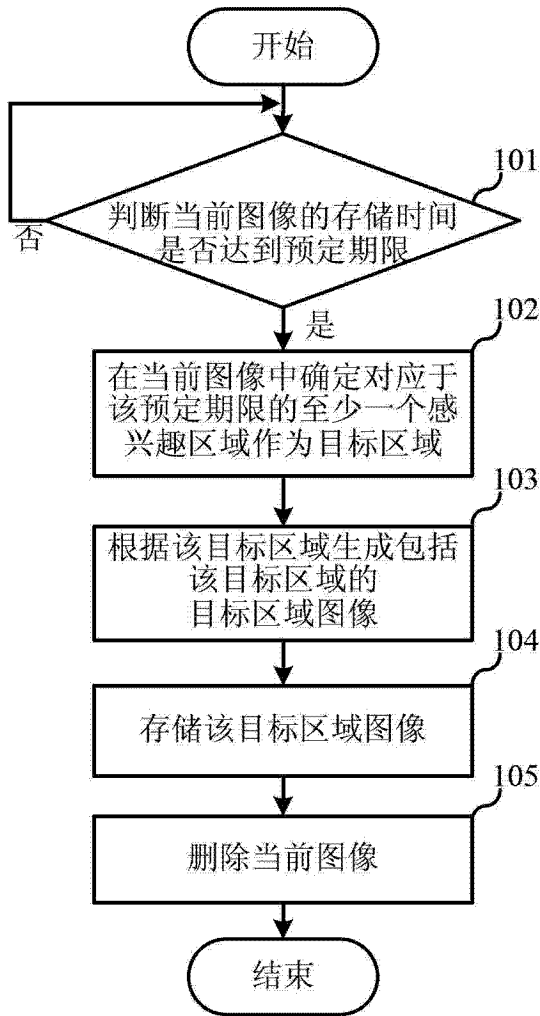 开始
101
判断当前图像的存储时间
是否达到预定期限
否
是
102
在当前图像中确定对应于
该预定期限的至少一个感
兴趣区域作为目标区域
103
根据该目标区域生成包括
该目标区域的
目标区域图像
104
存储该目标区域图像
105
删除当前图像
结束